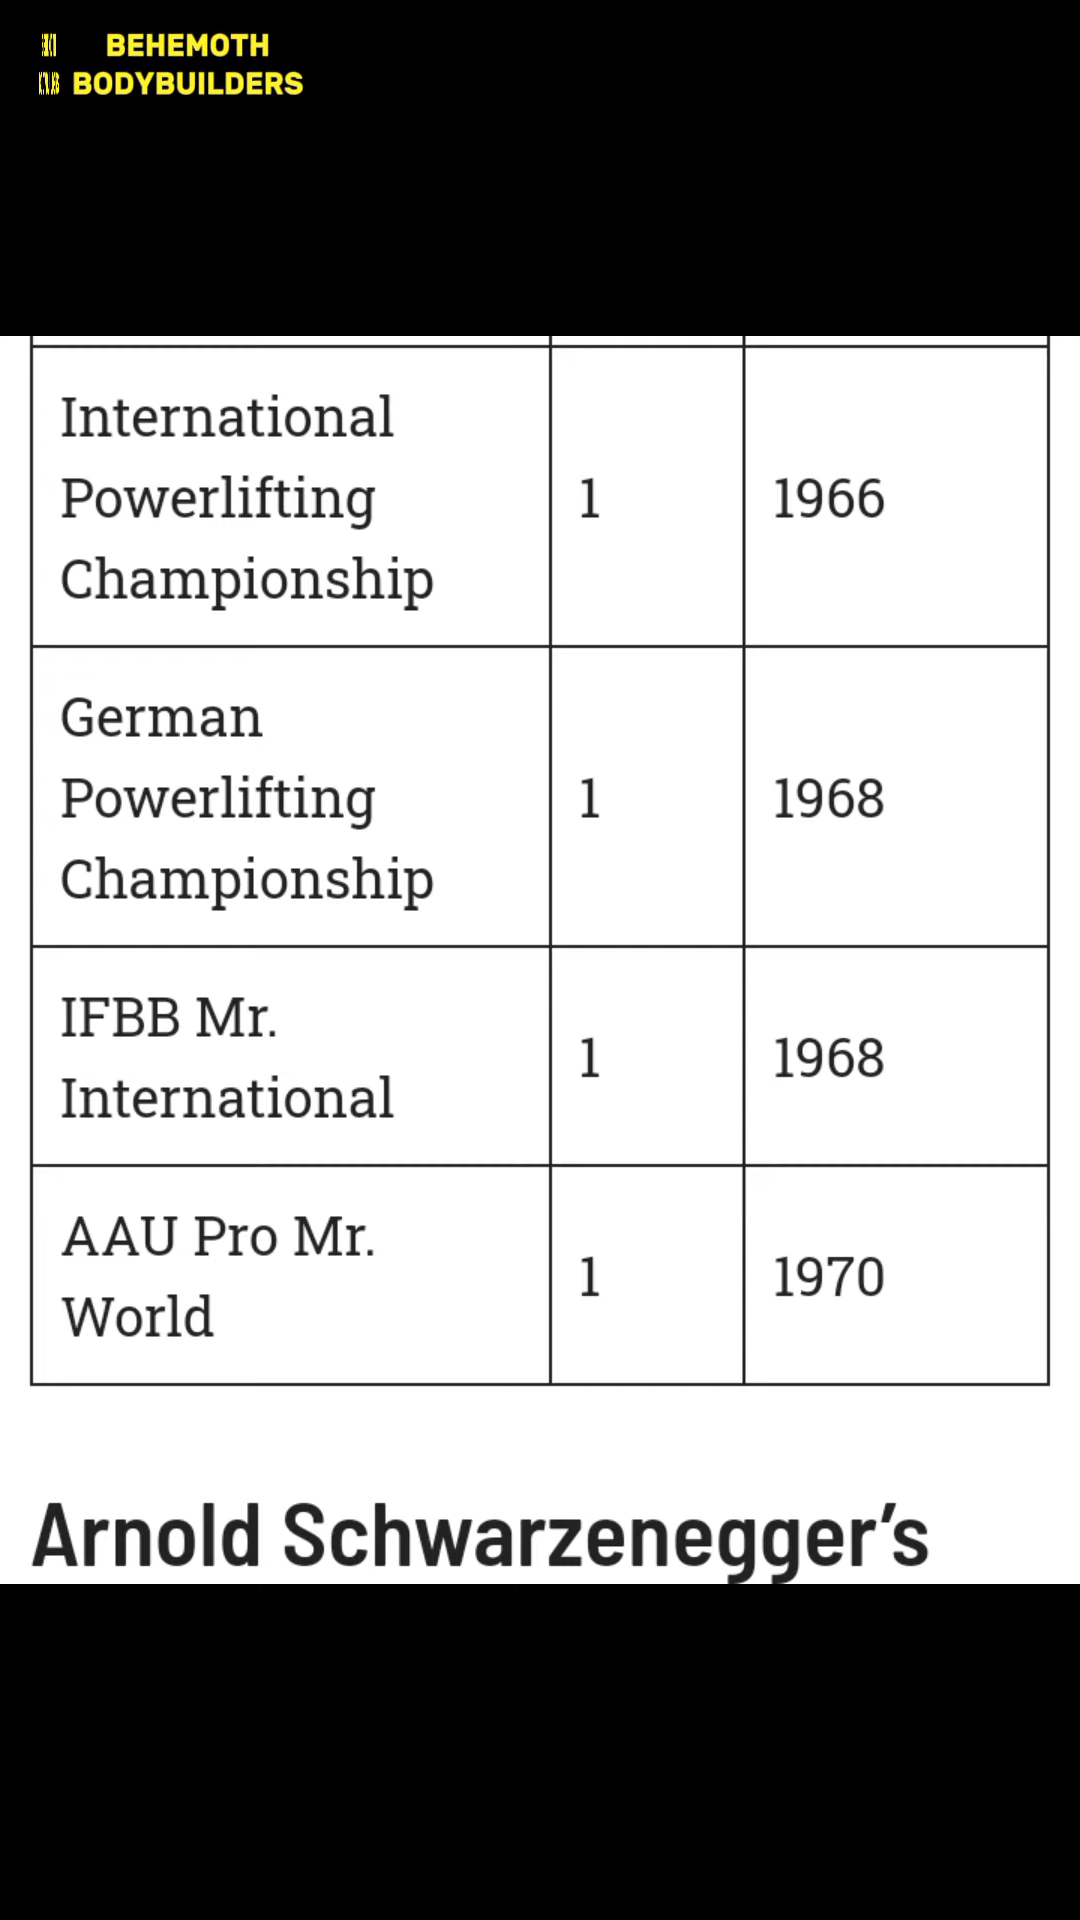 BEHEMOTH
BODYBUILDERS
International
Powerlifting
Championship
1
1966
German
Powerlifting
Championship
1
1968
IFBB Mr.
International
1
1968
AAU Pro Mr.
World
1
1970
Arnold Schwarzenegger’s